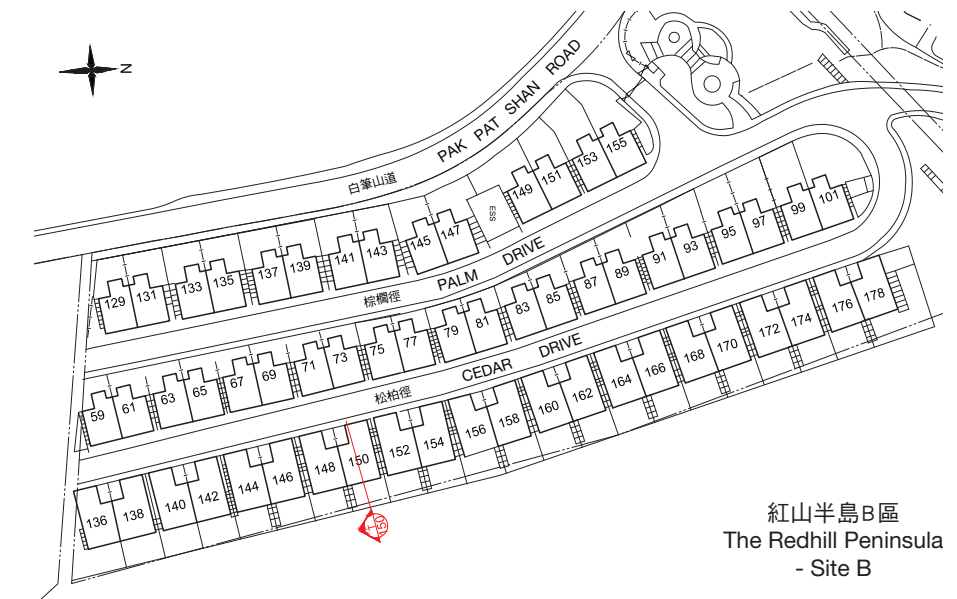 N
PAK PAT SHAN ROAD
白筆山道
153 155
149 151
ESS
145 147
141 143
137 139
133 135
129 131
PALM DRIVE
棕櫚徑
99 101
95 97
91 93
87 89
83 85
79 81
75 77
71 73
67 69
63 65
59 61
CEDAR DRIVE
松柏徑
176 178
172 174
168 170
164 166
160 162
156 158
152 154
148 150
144 146
140 142
136 138
150
紅山半島B區
The Redhill Peninsula
- Site B